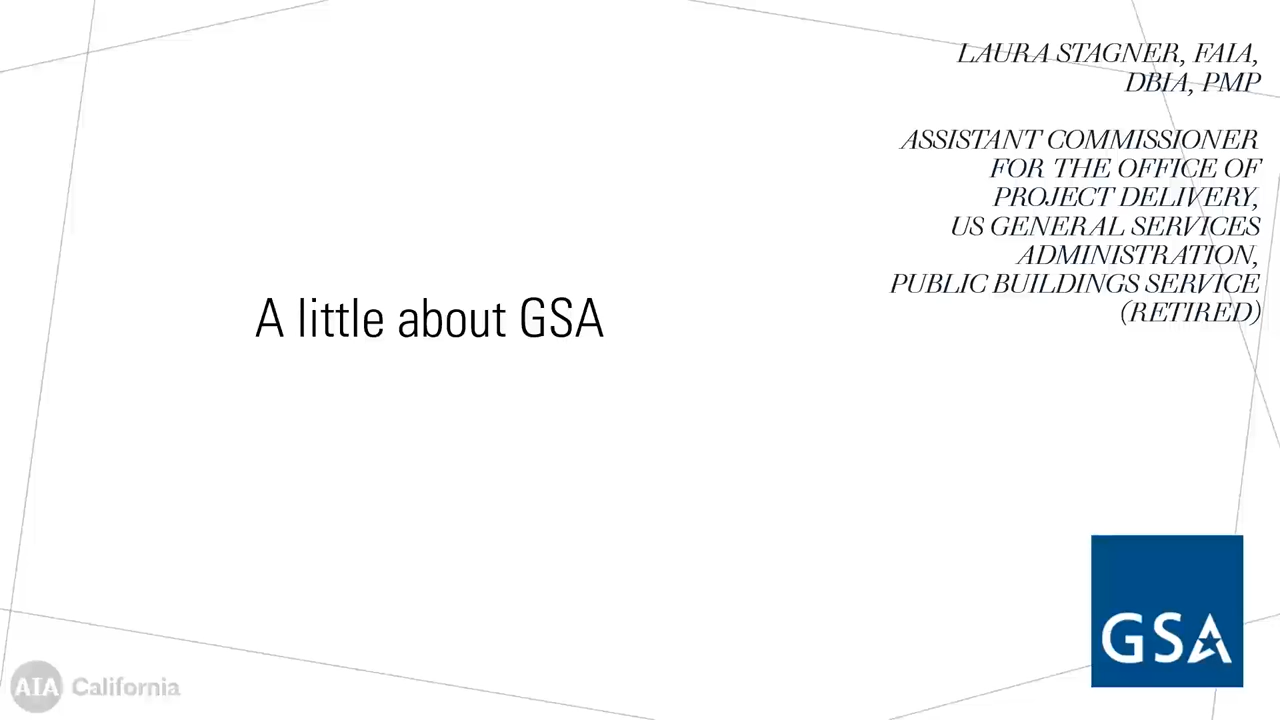 LAURA STAGNER, FAIA,
DBIA, PMP
ASSISTANT COMMISSIONER
FOR THE OFFICE OF
PROJECT DELIVERY,
US GENERAL SERVICES
ADMINISTRATION,
PUBLIC BUILDINGS SERVICE
(RETIRED)
A little about GSA
GSA
AIA California